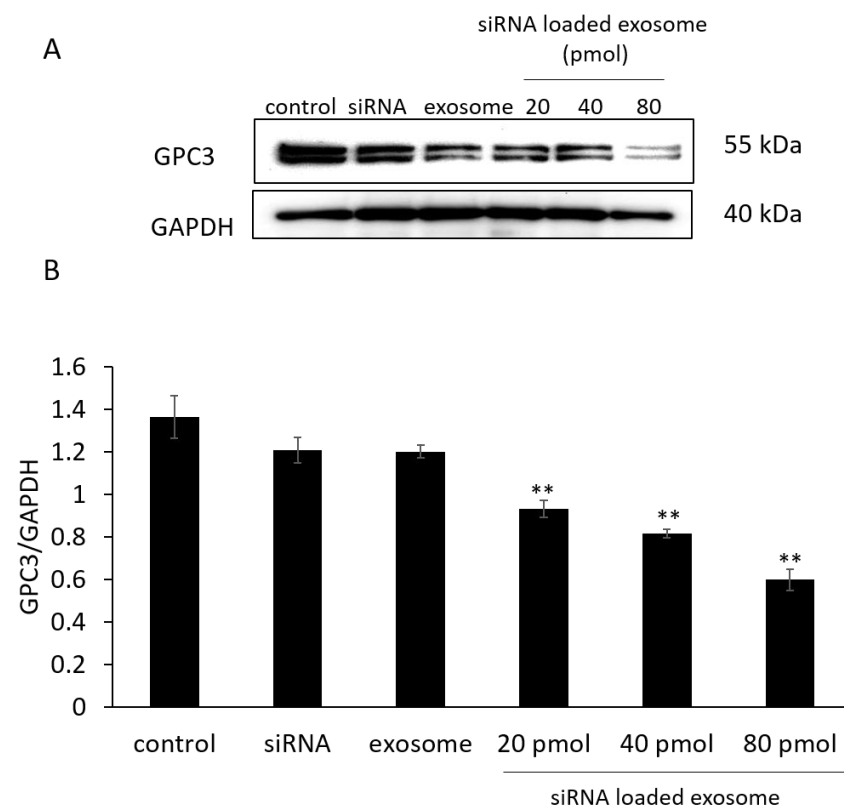 A
siRNA loaded exosome
(pmol)
control siRNA exosome 20 40 80
GPC3
55 kDa
GAPDH
40 kDa
B
1.6
1.4
1.2
1
0.8
0.6
0.4
0.2
0
GPC3/GAPDH
**
**
**
control siRNA exosome 20 pmol 40 pmol 80 pmol
siRNA loaded exosome